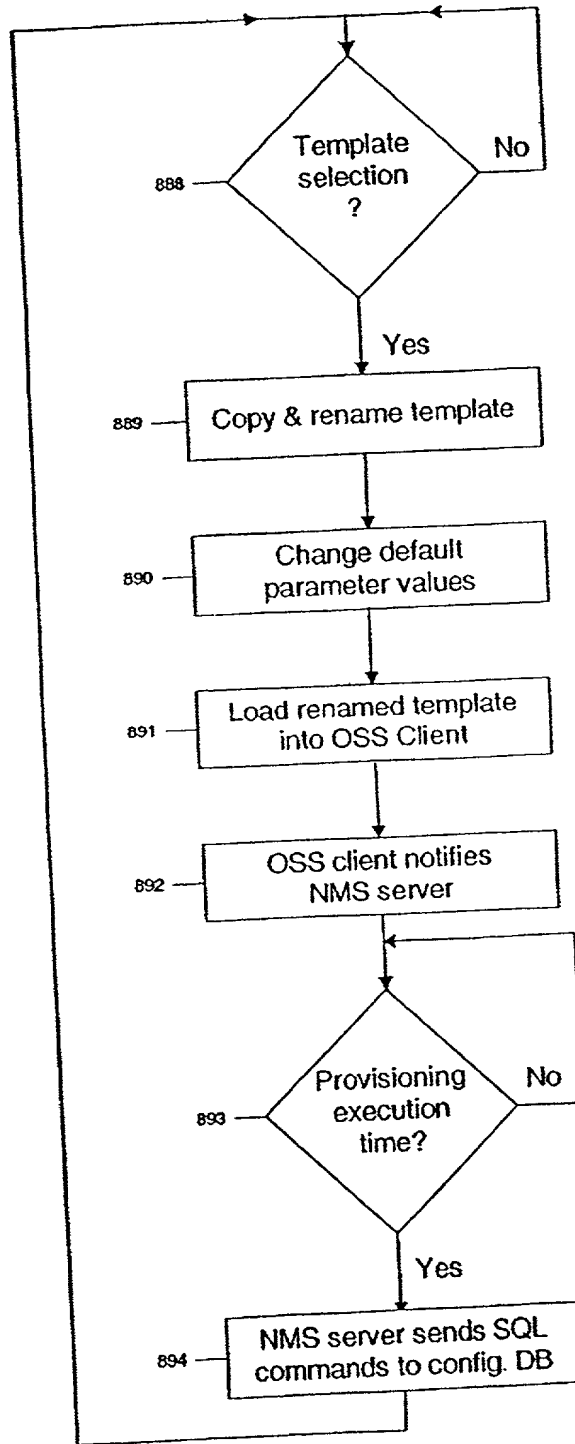 Template
selection
?
No
888
Yes
889
Copy & rename template
890
Change default
parameter values
891
Load renamed template
into OSS Client
892
OSS client notifies
NMS server
893
Provisioning
execution
time?
No
Yes
894
NMS server sends SQL
commands to config. DB